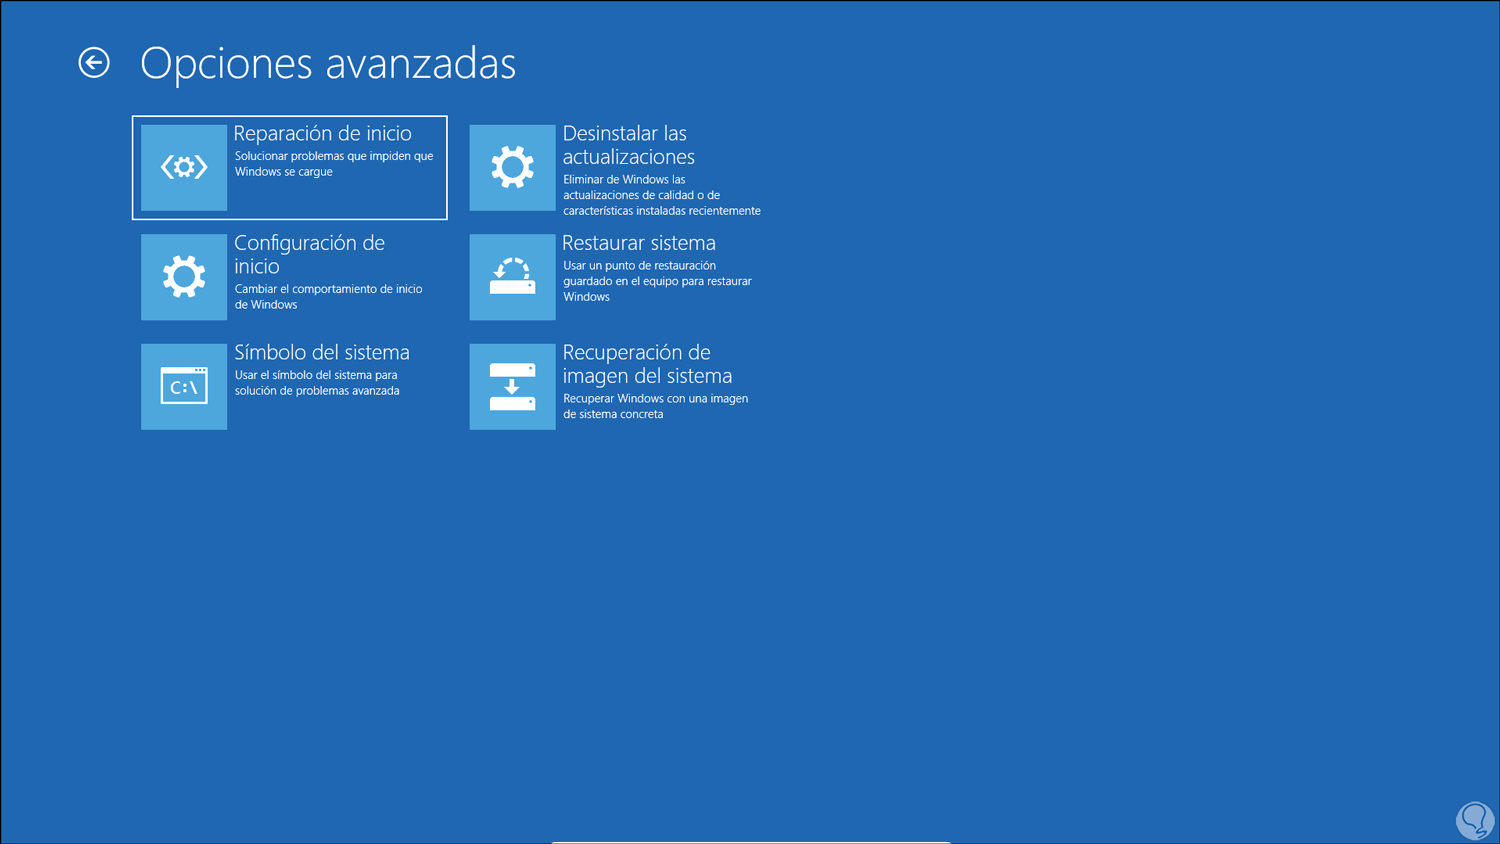 Opciones avanzadas
Reparación de inicio
Solucionar problemas que impiden que
Windows se cargue
Desinstalar las
actualizaciones
Eliminar de Windows las
actualizaciones de calidad o de
características instaladas recientemente
Configuración de
inicio
Cambiar el comportamiento de inicio
de Windows
Restaurar sistema
Usar un punto de restauración
guardado en el equipo para restaurar
Windows
C:\
Símbolo del sistema
Usar el símbolo del sistema para
solución de problemas avanzada
Recuperación de
imagen del sistema
Recuperar Windows con una imagen
de sistema concreta